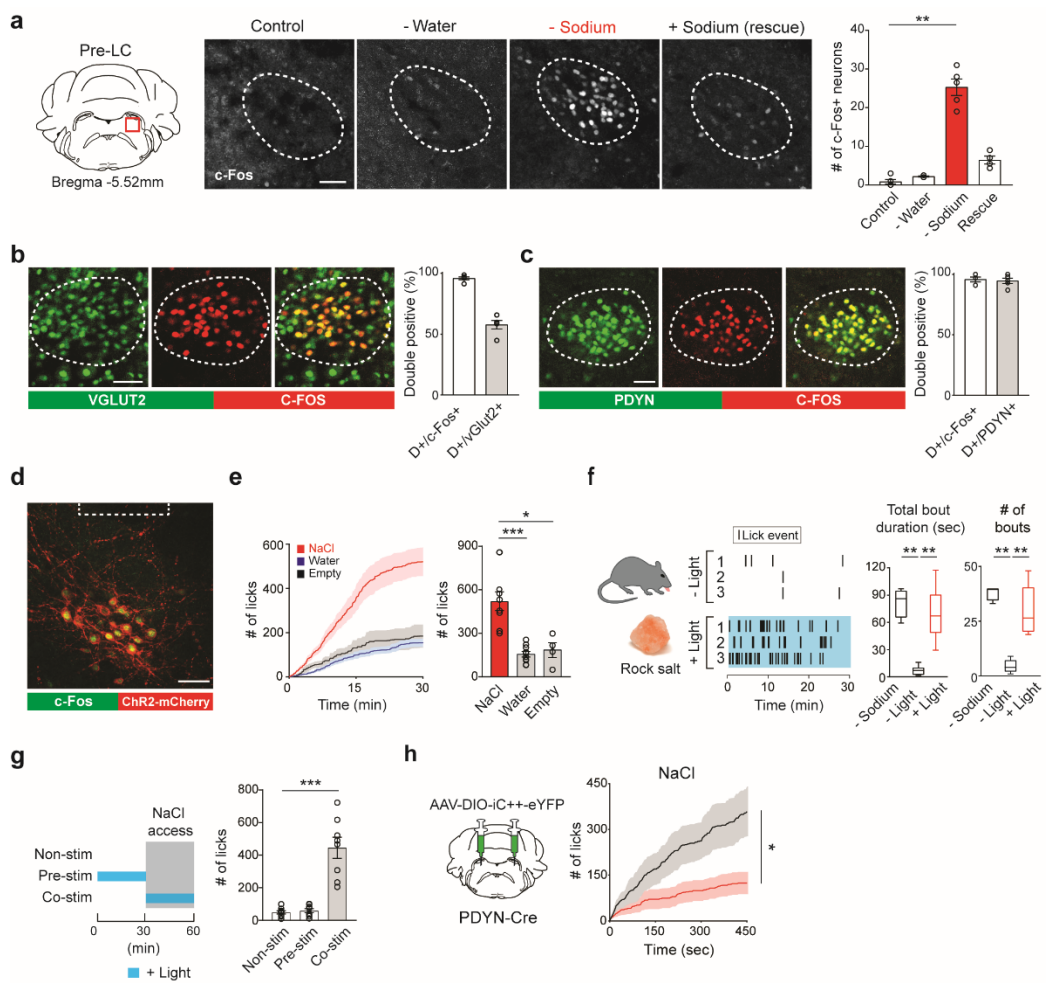 a
Pre-LC
Bregma -5.52mm
Control
- Water
- Sodium
+ Sodium (rescue)
c-Fos
# of c-Fos+ neurons
40
30
20
10
0
**
Control
- Water
- Sodium
Rescue
b
VGLUT2
C-FOS
Double positive (%)
100
50
0
D+/c-Fos+
D+/vGlut2+
c
PDYN
C-FOS
Double positive (%)
100
50
0
D+/c-Fos+
D+/PDYN+
d
c-Fos
ChR2-mCherry
e
# of licks
600
400
200
0
NaCl
Water
Empty
0
15
30
Time (min)
# of licks
900
600
300
0
*
***
NaCl
Water
Empty
f
Rock salt
I Lick event
- Light
1
2
3
+ Light
1
2
3
0
10
20
30
Time (min)
Total bout
duration (sec)
120
90
60
30
0
** **
- Sodium
- Light
+ Light
# of
bouts
50
25
0
** **
- Sodium
- Light
+ Light
g
NaCl
access
Non-stim
Pre-stim
Co-stim
0
30
60
(min)
+ Light
# of licks
800
600
400
200
0
***
Non-stim
Pre-stim
Co-stim
h
AAV-DIO-iC++-eYFP
PDYN-Cre
NaCl
# of licks
450
300
150
0
0
150
300
450
Time (sec)
*